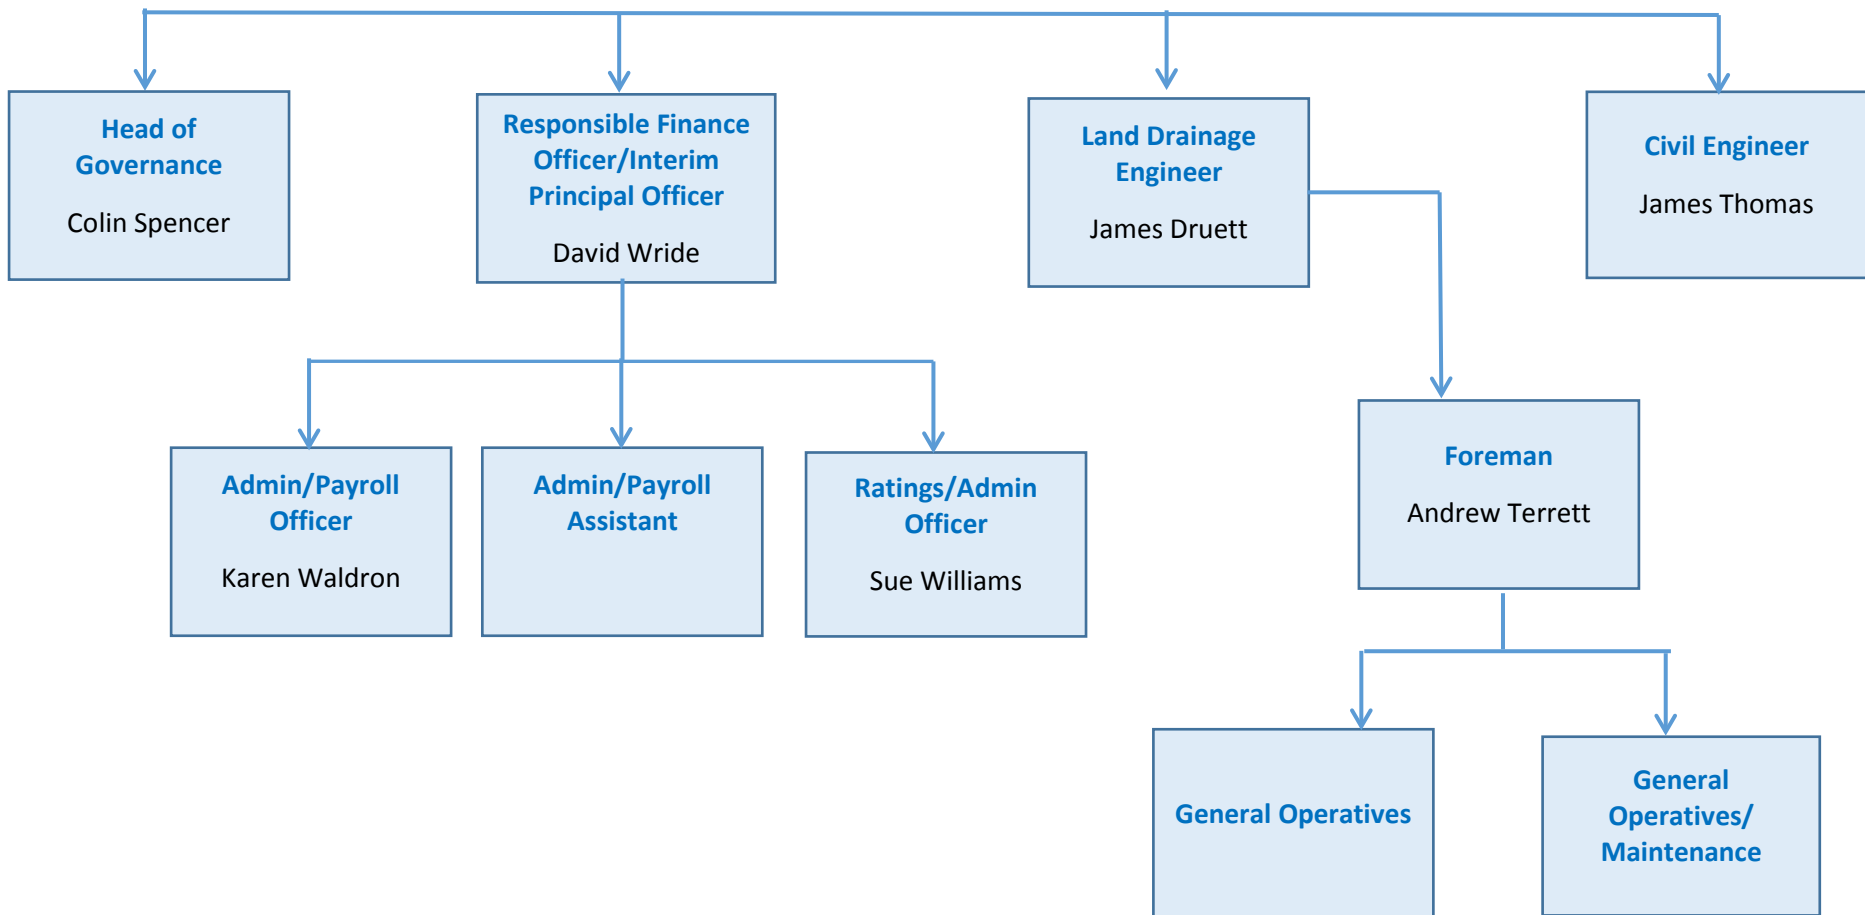 Head of
Governance
Colin Spencer
Responsible Finance
Officer/Interim
Principal Officer
David Wride
Land Drainage
Engineer
James Druett
Civil Engineer
James Thomas
Admin/Payroll
Officer
Karen Waldron
Admin/Payroll
Assistant
Ratings/Admin
Officer
Sue Williams
Foreman
Andrew Terrett
General Operatives
General
Operatives/
Maintenance